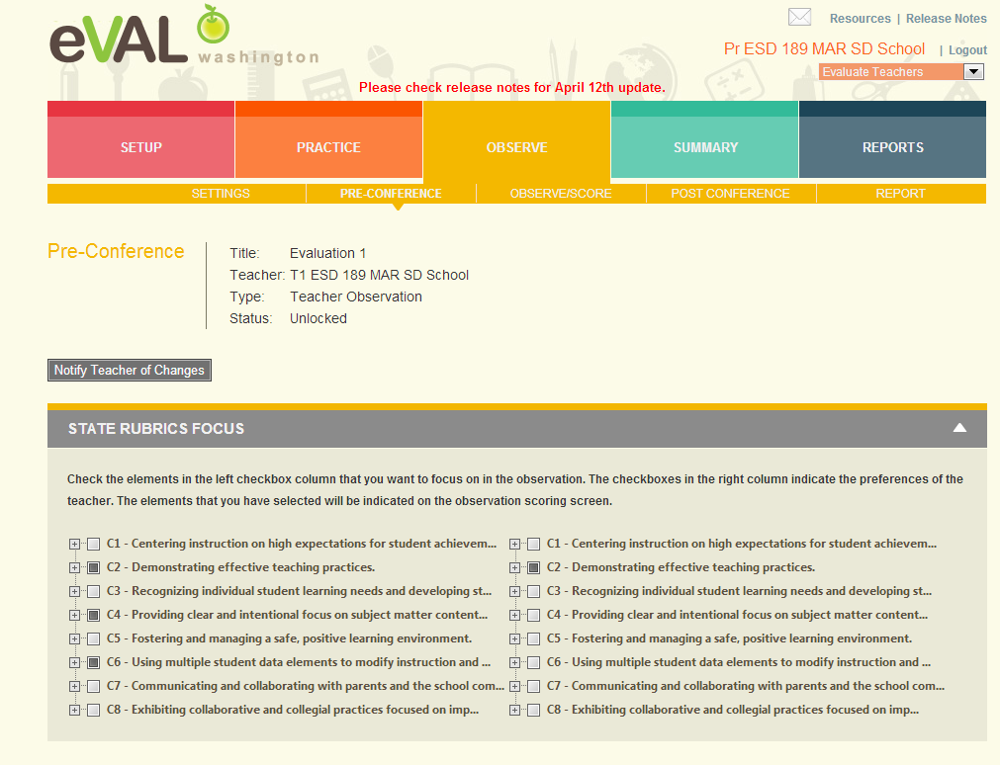 eVAL
washington
Resources | Release Notes
Pr ESD 189 MAR SD School | Logout
Evaluate Teachers
Please check release notes for April 12th update.
SETUP PRACTICE OBSERVE SUMMARY REPORTS
SETTINGS PRE-CONFERENCE OBSERVE/SCORE POST CONFERENCE REPORT
Pre-Conference
Title: Evaluation 1
Teacher: T1 ESD 189 MAR SD School
Type: Teacher Observation
Status: Unlocked
Notify Teacher of Changes
STATE RUBRICS FOCUS
Check the elements in the left checkbox column that you want to focus on in the observation. The checkboxes in the right column indicate the preferences of the
teacher. The elements that you have selected will be indicated on the observation scoring screen.
C1 - Centering instruction on high expectations for student achievem...
C2 - Demonstrating effective teaching practices.
C3 - Recognizing individual student learning needs and developing st...
C4 - Providing clear and intentional focus on subject matter content...
C5 - Fostering and managing a safe, positive learning environment.
C6 - Using multiple student data elements to modify instruction and ...
C7 - Communicating and collaborating with parents and the school com...
C8 - Exhibiting collaborative and collegial practices focused on imp...
C1 - Centering instruction on high expectations for student achievem...
C2 - Demonstrating effective teaching practices.
C3 - Recognizing individual student learning needs and developing st...
C4 - Providing clear and intentional focus on subject matter content...
C5 - Fostering and managing a safe, positive learning environment.
C6 - Using multiple student data elements to modify instruction and ...
C7 - Communicating and collaborating with parents and the school com...
C8 - Exhibiting collaborative and collegial practices focused on imp...